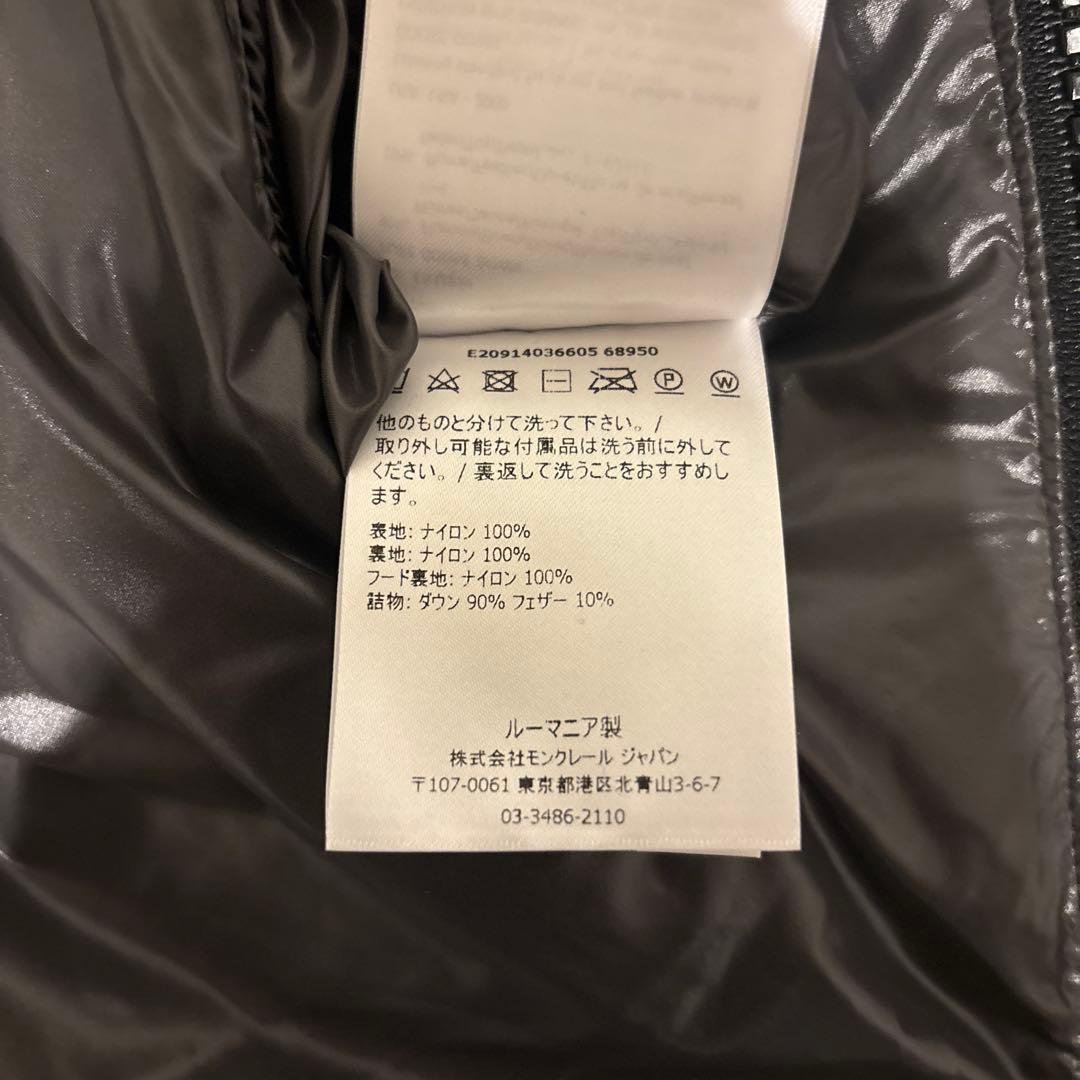 E20914036605 68950
P
W
他のものと分けて洗って下さい。/
取り外し可能な付属品は洗う前に外して
ください。/ 裏返して洗うことをおすすめし
ます。
表地: ナイロン 100%
裏地: ナイロン 100%
フード裏地: ナイロン 100%
詰物: ダウン 90% フェザー 10%
ルーマニア製
株式会社モンクレール ジャパン
〒107-0061 東京都港区北青山3-6-7
03-3486-2110